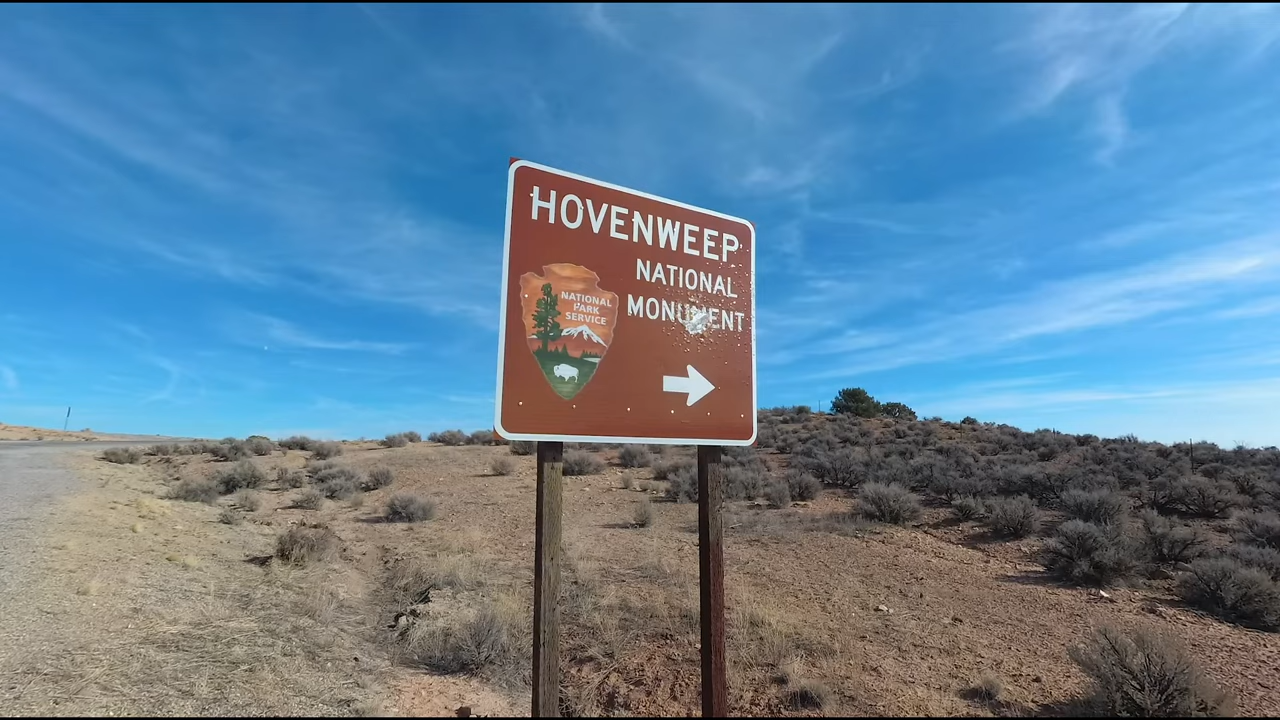 HOVENWEEP
NATIONAL
MONUMENT
NATIONAL
PARK
SERVICE